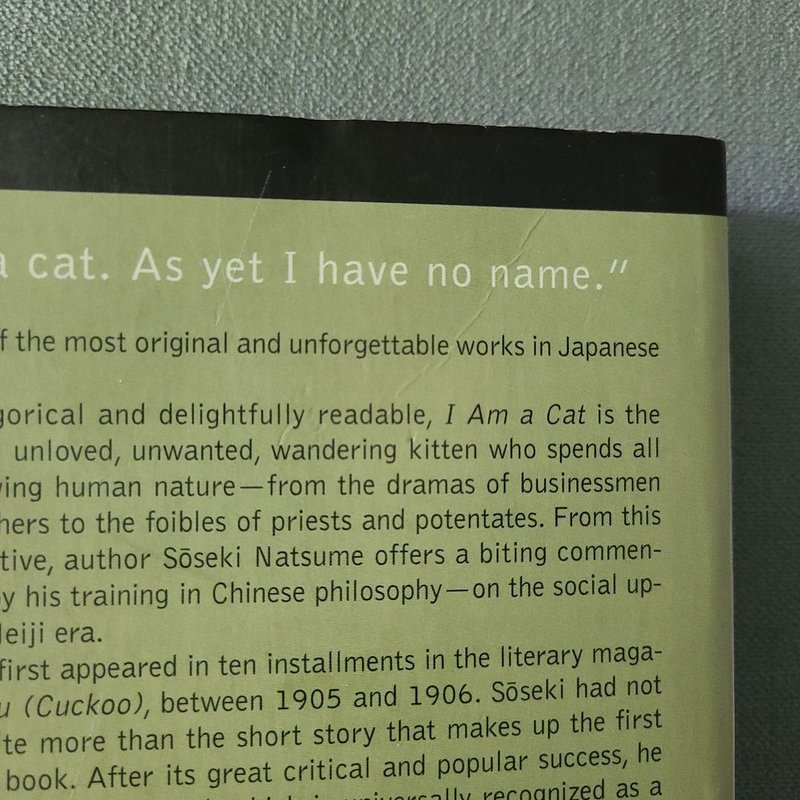 a cat. As yet I have no name."
f the most original and unforgettable works in Japanese
gorical and delightfully readable, I Am a Cat is the
unloved, unwanted, wandering kitten who spends all
ving human nature—from the dramas of businessmen
hers to the foibles of priests and potentates. From this
tive, author Sōseki Natsume offers a biting commen-
y his training in Chinese philosophy—on the social up-
leiji era.
first appeared in ten installments in the literary maga-
u (Cuckoo), between 1905 and 1906. Sōseki had not
te more than the short story that makes up the first
book. After its great critical and popular success, he
is universally recognized as a